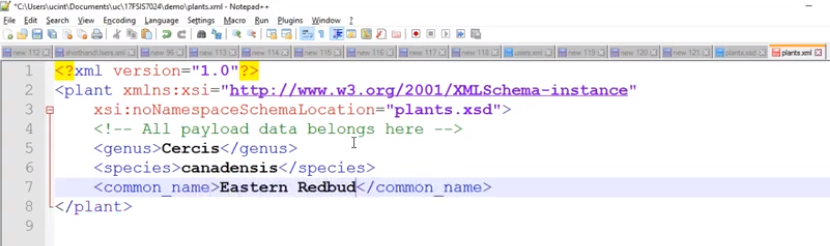 *C:\Users\ucint\Documents\uc\17FSIS7024\demo\plants.xml - Notepad++
File Edit Search View Encoding Language Settings Macro Run Plugins Window ?
new 112 new 96 new 113 new 114 new 115 new 116 new 117 new 118 new 119 new 120 new 121 plants.xsd plants.xml
1 <?xml version="1.0"?>
2 <plant xmlns:xsi="http://www.w3.org/2001/XMLSchema-instance"
3 xsi:noNamespaceSchemaLocation="plants.xsd">
4 <!-- All payload data belongs here -->
5 <genus>Cercis</genus>
6 <species>canadensis</species>
7 <common_name>Eastern Redbud</common_name>
8 </plant>
9